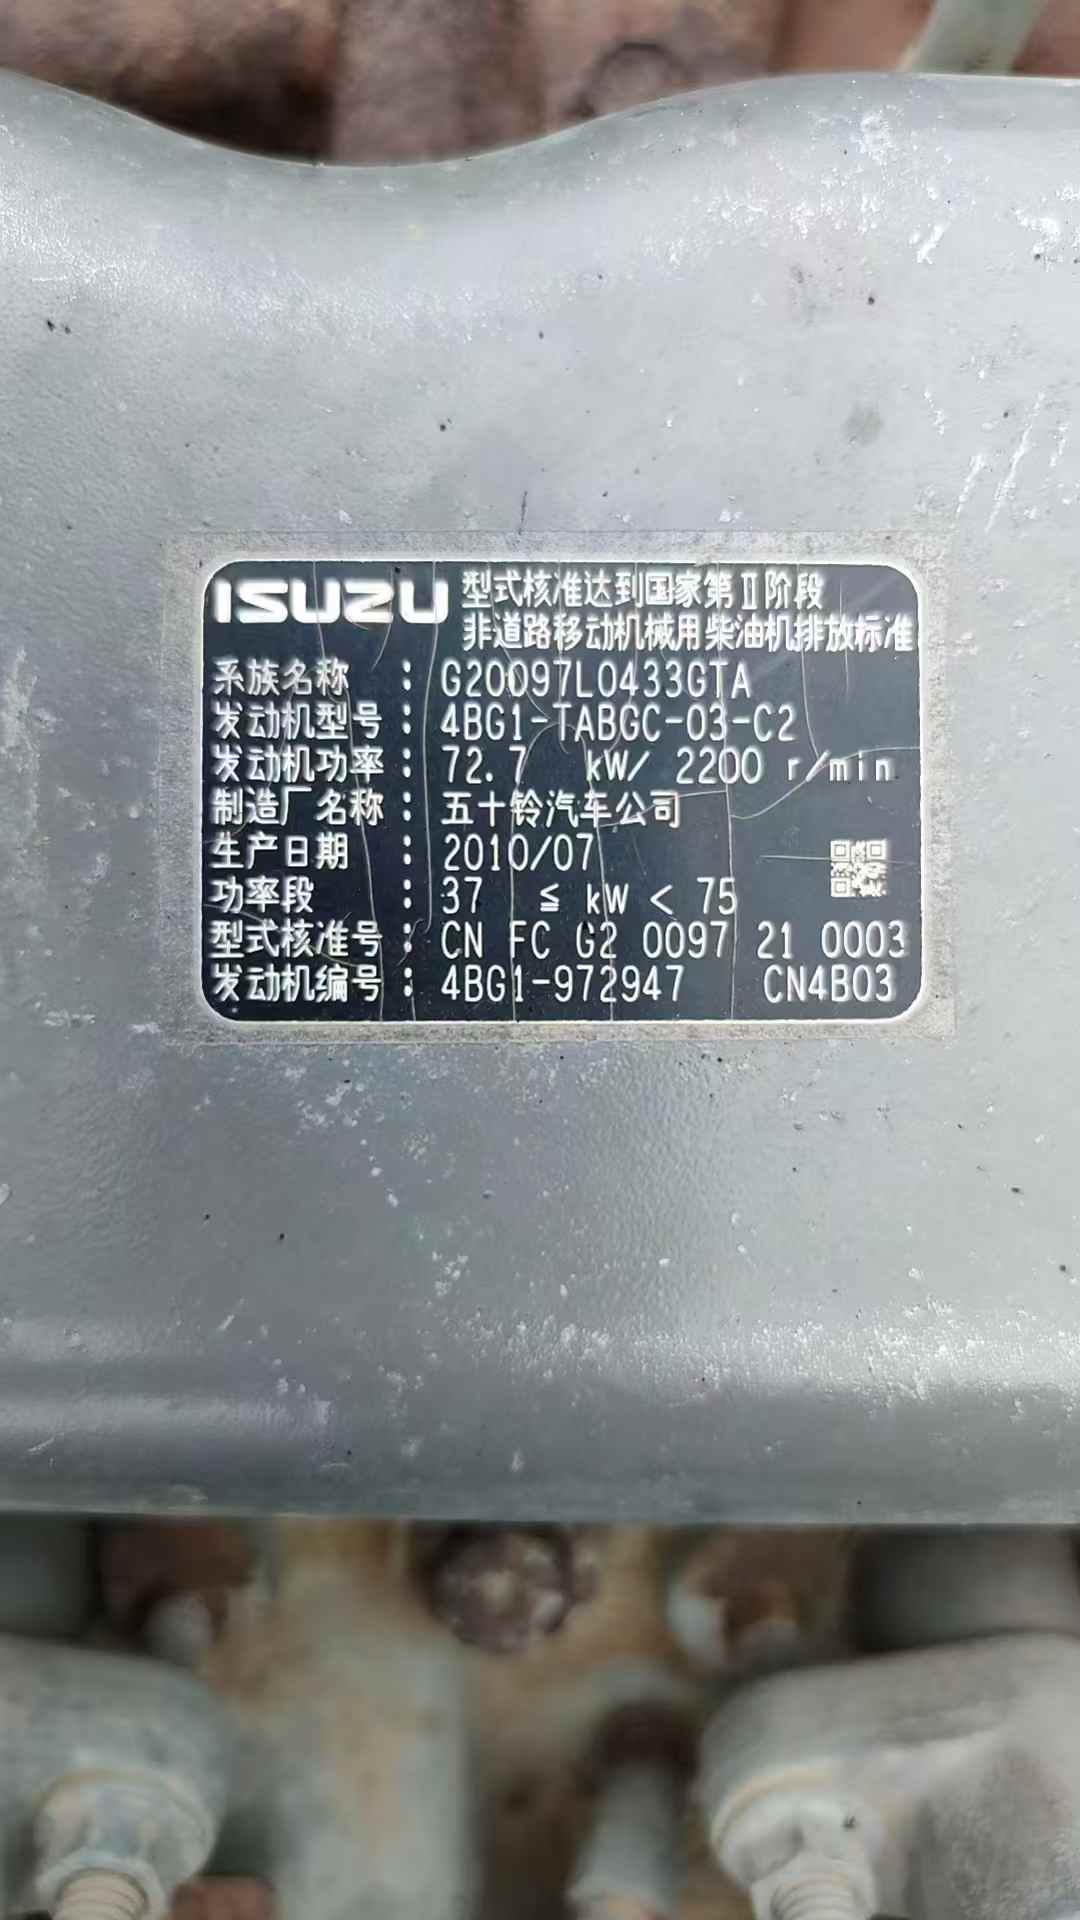 ISUZU 型式核准达到国家第Ⅱ阶段
非道路移动机械用柴油机排放标准
系族名称 : G20097L0433GTA
发动机型号 : 4BG1-TABGC-03-C2
发动机功率 : 72.7 kW/ 2200 r/min
制造厂名称 : 五十铃汽车公司
生产日期 : 2010/07
功率段 : 37 ≦ kW < 75
型式核准号 : CN FC G2 0097 21 0003
发动机编号 : 4BG1-972947 CN4B03